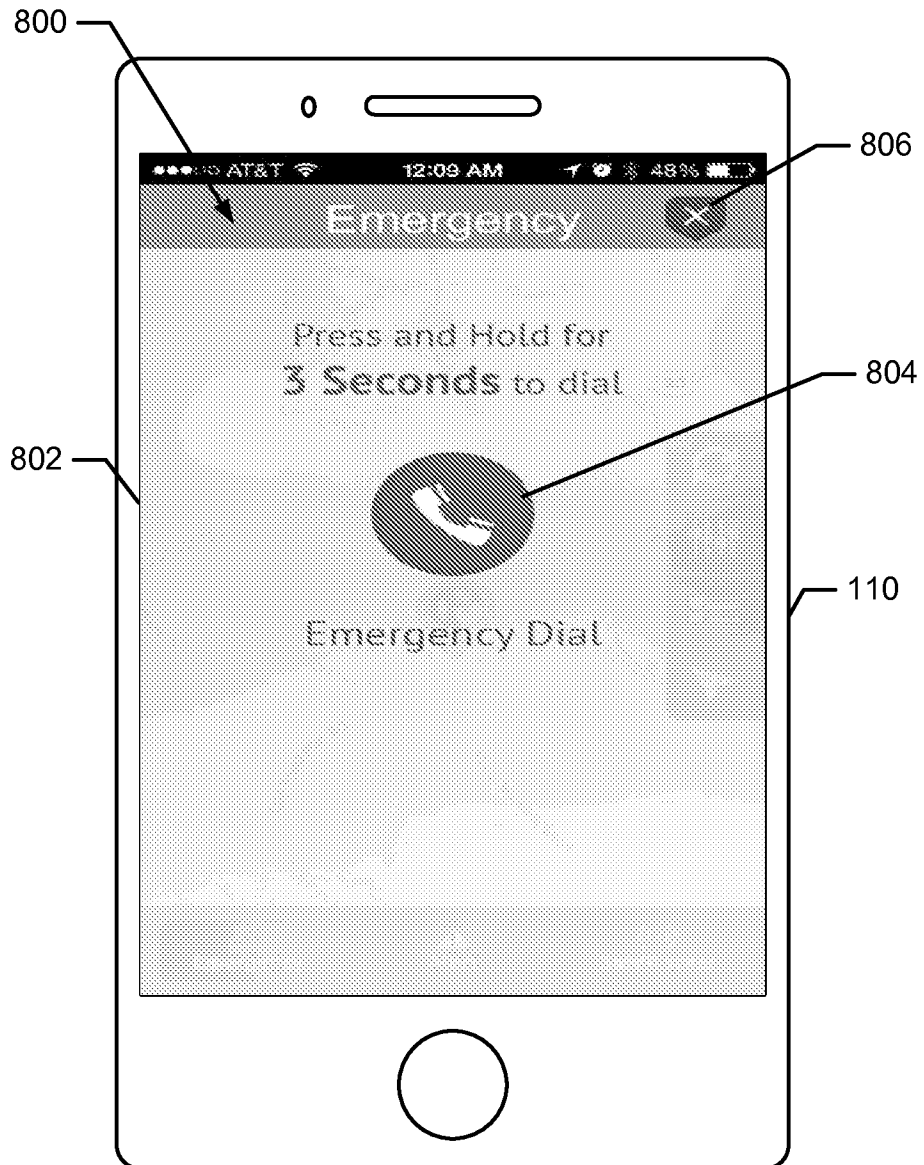 800
806
AT&T 12:09 AM 48%
Emergency
Press and Hold for
3 Seconds to dial
804
802
110
Emergency Dial